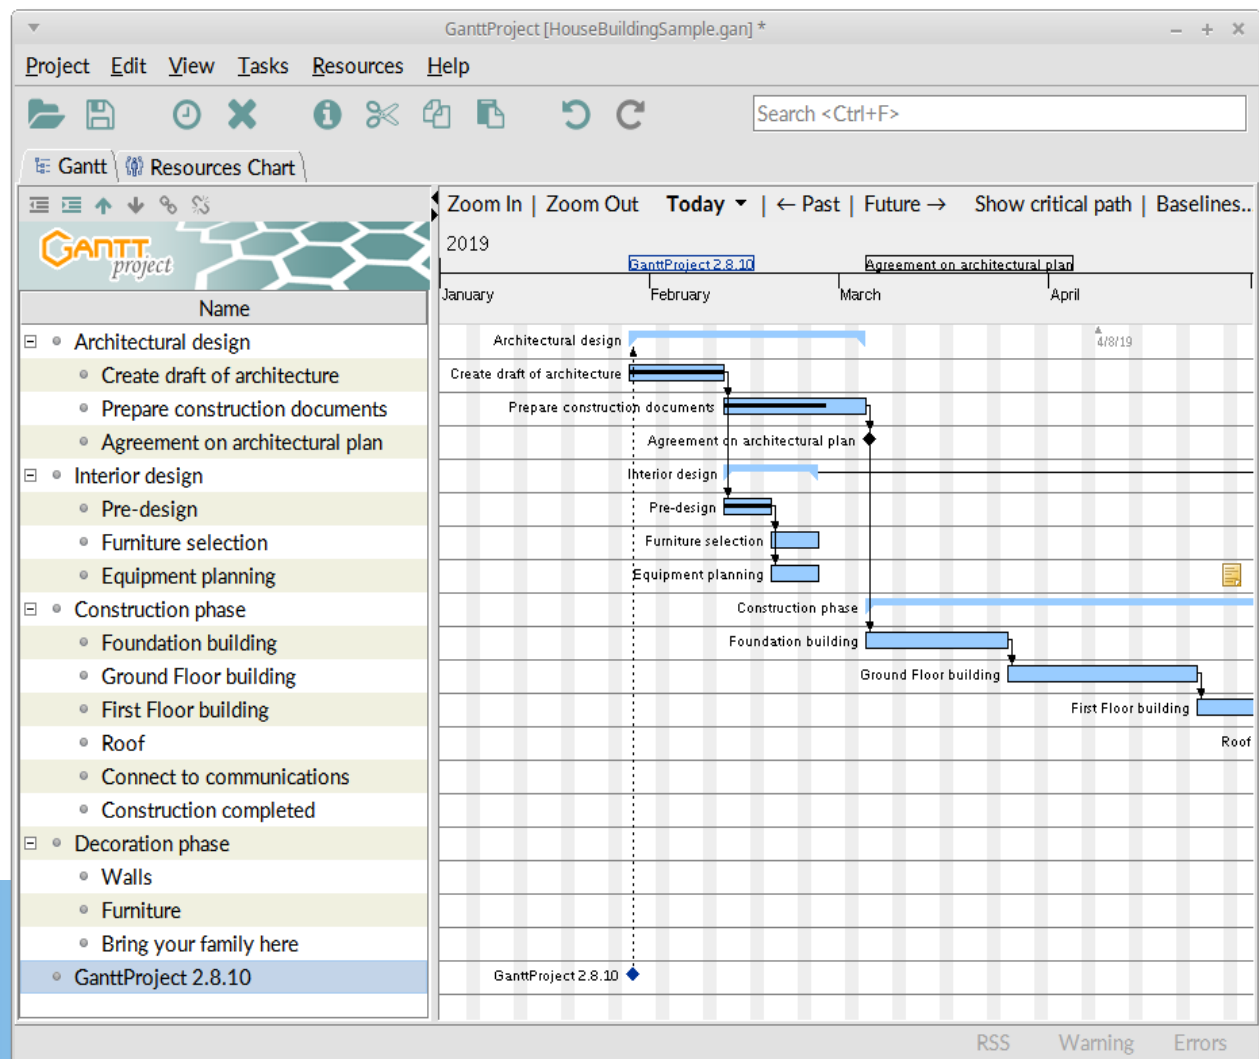 GanttProject [HouseBuildingSample.gan] *
Project Edit View Tasks Resources Help
Search <Ctrl+F>
Gantt Resources Chart
Zoom In | Zoom Out Today | ← Past | Future → Show critical path | Baselines..
GANTT project
2019
GanttProject 2.8.10 Agreement on architectural plan
January February March April
Name
Architectural design
Create draft of architecture
Prepare construction documents
Agreement on architectural plan
Interior design
Pre-design
Furniture selection
Equipment planning
Construction phase
Foundation building
Ground Floor building
First Floor building
Roof
Connect to communications
Construction completed
Decoration phase
Walls
Furniture
Bring your family here
GanttProject 2.8.10
Architectural design
4/8/19
Create draft of architecture
Prepare construction documents
Agreement on architectural plan
Interior design
Pre-design
Furniture selection
Equipment planning
Construction phase
Foundation building
Ground Floor building
First Floor building
Roof
GanttProject 2.8.10
RSS Warning Errors